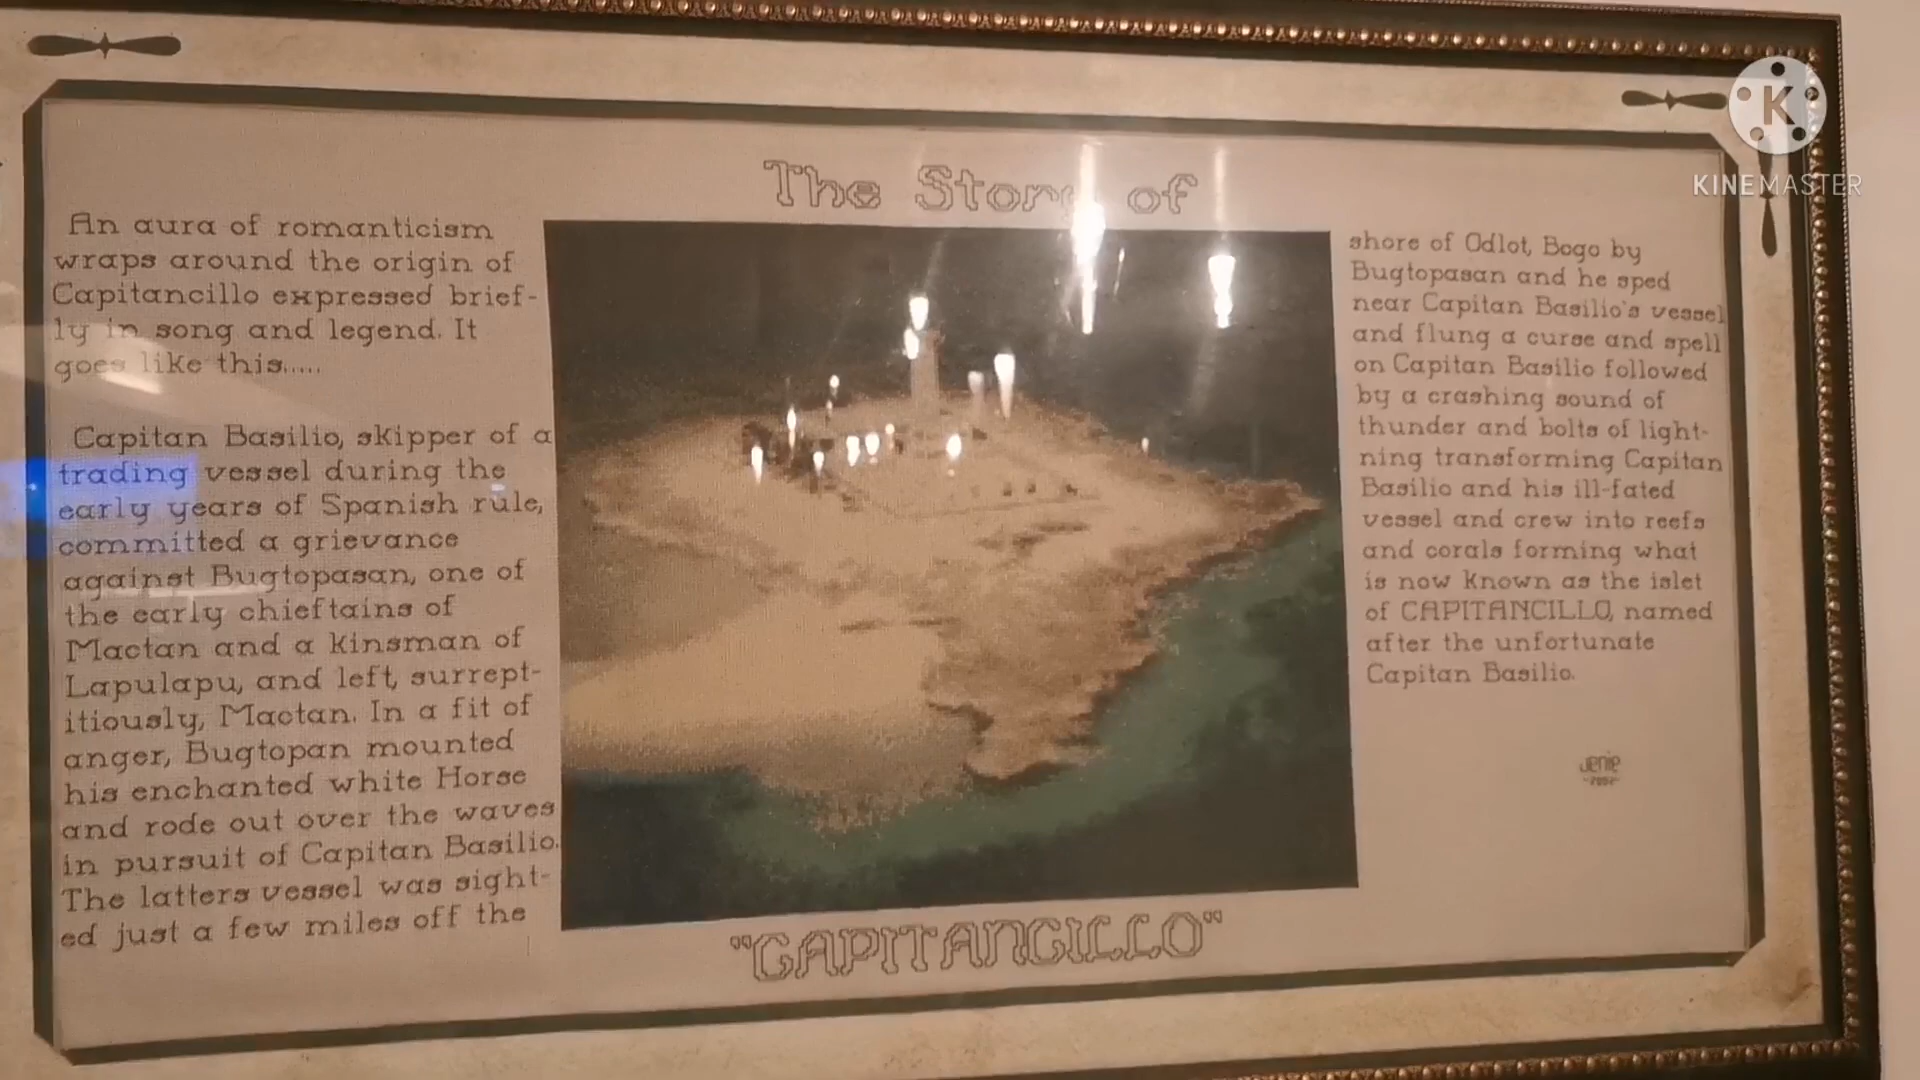 The Story of
An aura of romanticism
wraps around the origin of
Capitancillo expressed brief-
ly in song and legend. It
goes like this.....
Capitan Basilio, skipper of a
trading vessel during the
early years of Spanish rule,
committed a grievance
against Bugtopasan, one of
the early chieftains of
Mactan and a kinsman of
Lapulapu, and left, surrept-
itiously, Mactan. In a fit of
anger, Bugtopan mounted
his enchanted white Horse
and rode out over the waves
in pursuit of Capitan Basilio.
The latters vessel was sight-
ed just a few miles off the
shore of Odlot, Bogo by
Bugtopasan and he sped
near Capitan Basilio's vessel
and flung a curse and spell
on Capitan Basilio followed
by a crashing sound of
thunder and bolts of light-
ning transforming Capitan
Basilio and his ill-fated
vessel and crew into reefs
and corals forming what
is now known as the islet
of CAPITANCILLO, named
after the unfortunate
Capitan Basilio.
Jenie
"CAPITANCILLO"
K
KINEMASTER